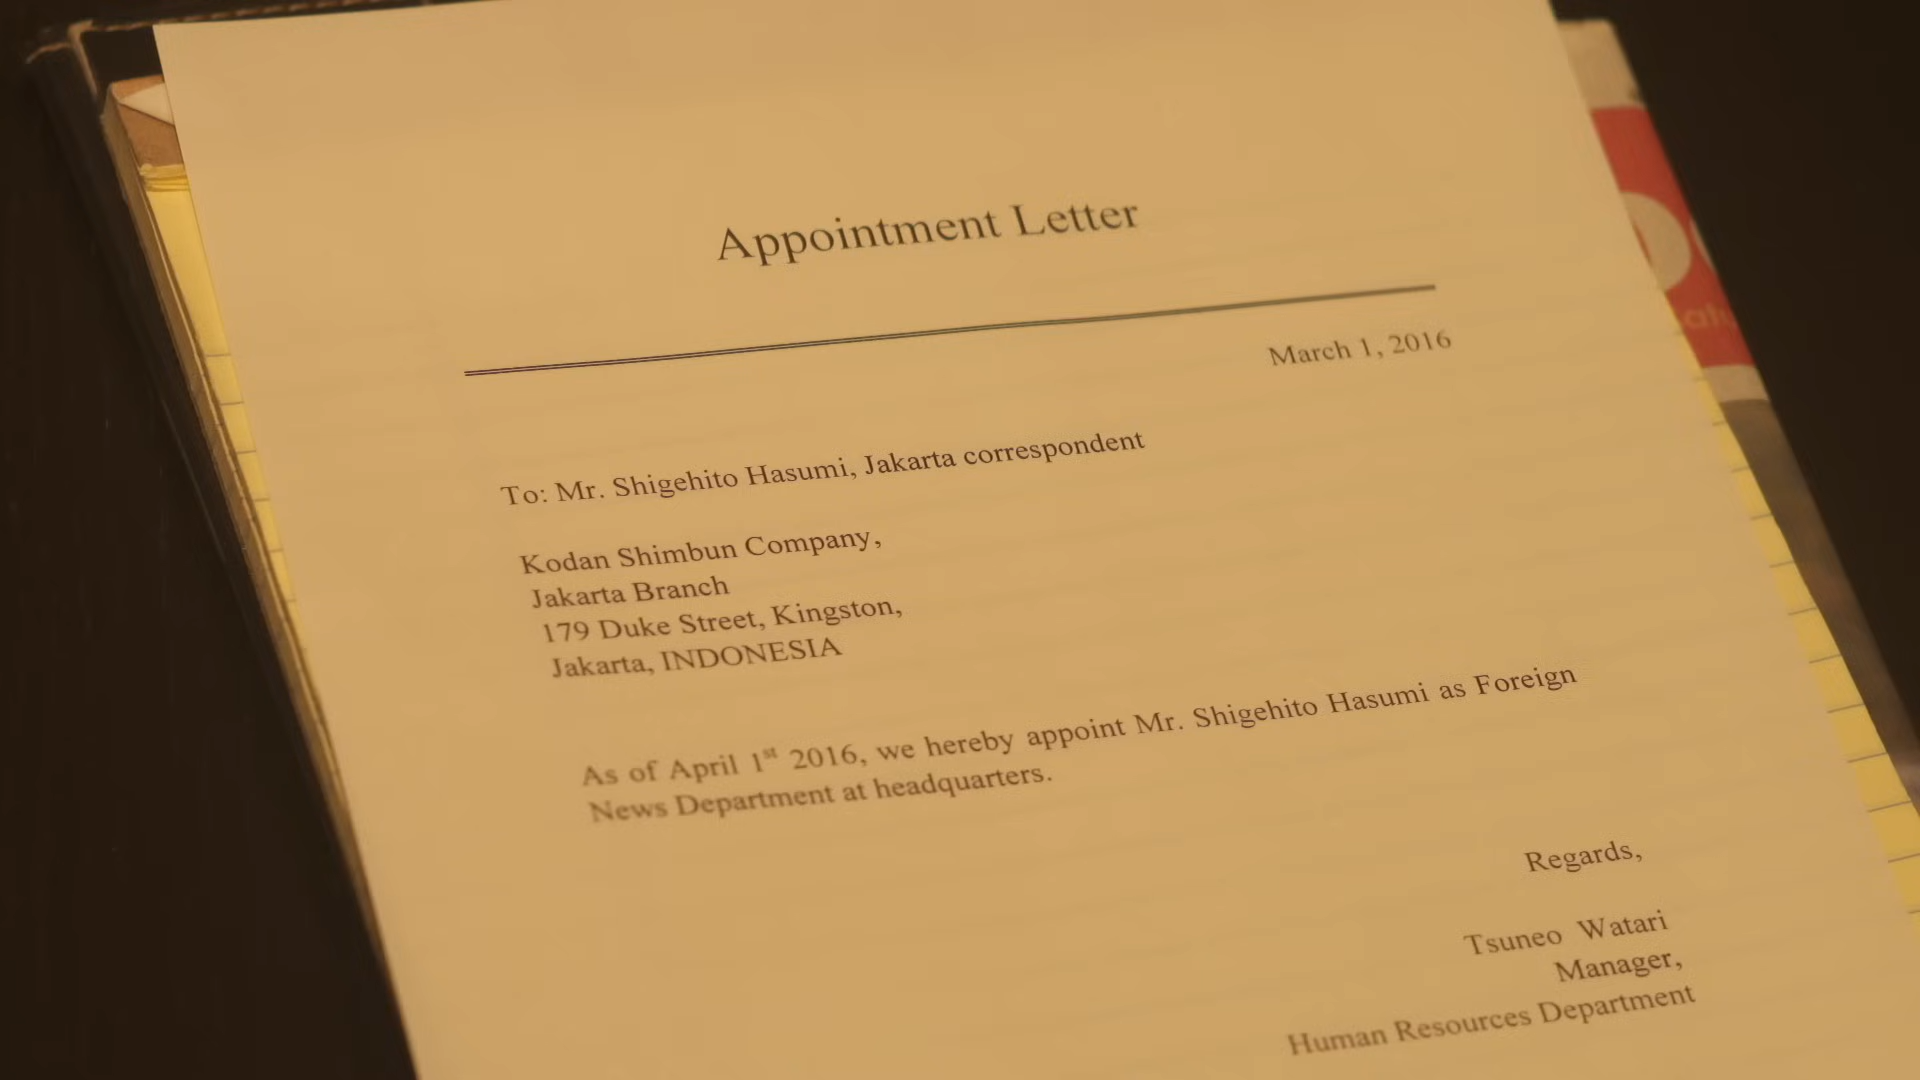 Appointment Letter
March 1, 2016
To: Mr. Shigehito Hasumi, Jakarta correspondent
Kodan Shimbun Company,
Jakarta Branch
179 Duke Street, Kingston,
Jakarta, INDONESIA
As of April 1st 2016, we hereby appoint Mr. Shigehito Hasumi as Foreign
News Department at headquarters.
Regards,
Tsuneo Watari
Manager,
Human Resources Department